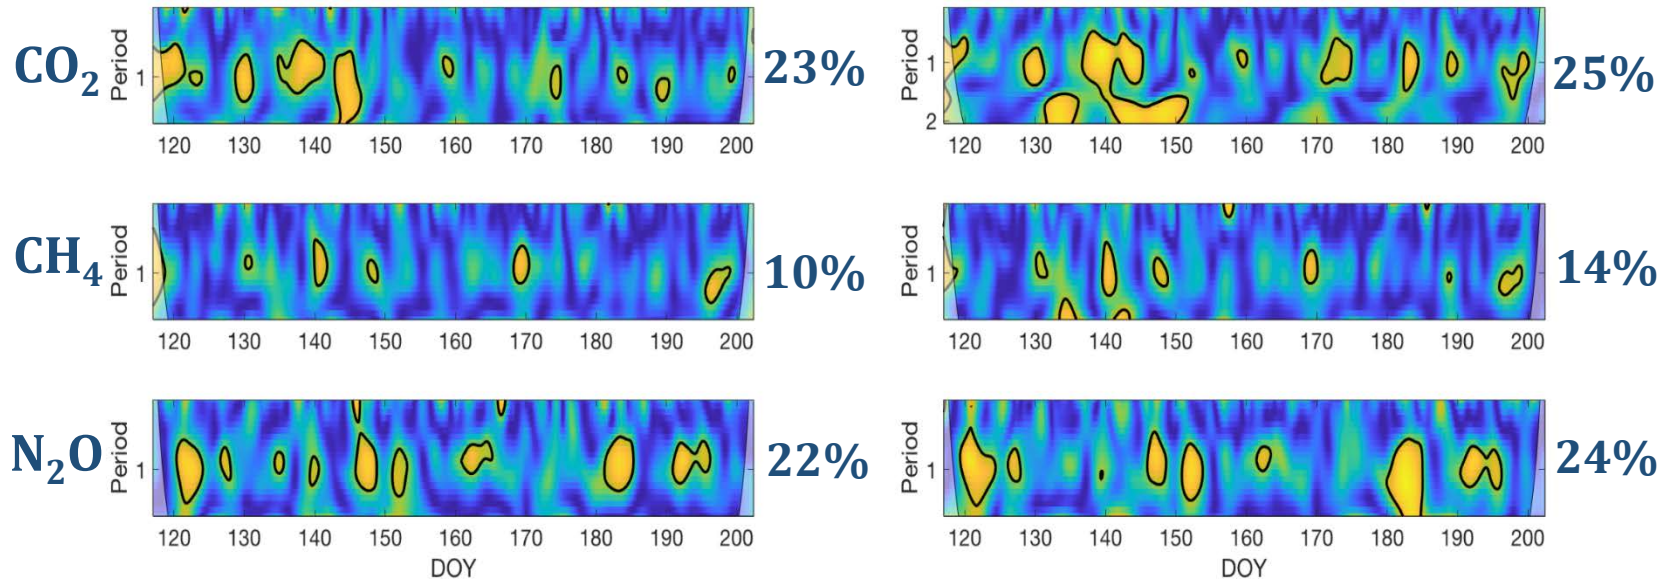 CO₂ Period 1 23% Period 1 2 25%
120 130 140 150 160 170 180 190 200 120 130 140 150 160 170 180 190 200
CH₄ Period 1 10% Period 1 14%
120 130 140 150 160 170 180 190 200 120 130 140 150 160 170 180 190 200
N₂O Period 1 22% Period 1 24%
120 130 140 150 160 170 180 190 200 120 130 140 150 160 170 180 190 200
DOY DOY